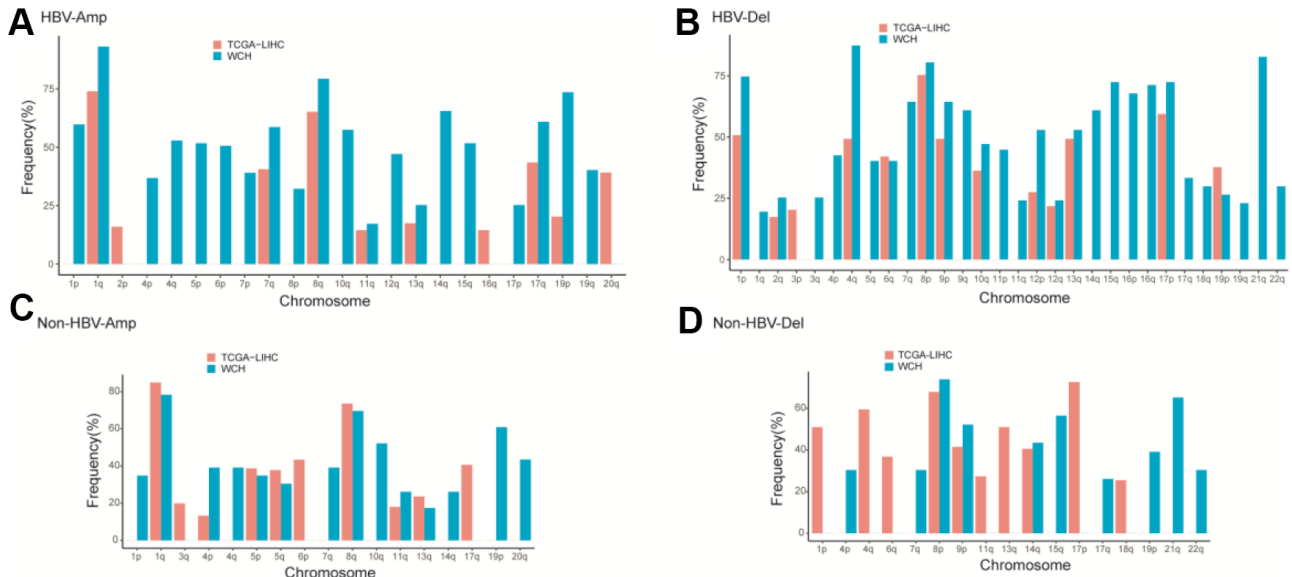 A HBV-Amp
TCGA-LIHC
WCH
Frequency(%)
75
50
25
0
1p 1q 2p 4p 4q 5p 6p 7p 7q 8p 8q 10q 11q 12q 13q 14q 15q 16q 17p 17q 19p 19q 20q
Chromosome
B HBV-Del
TCGA-LIHC
WCH
Frequency(%)
75
50
25
0
1p 1q 2q 3p 3q 4p 4q 5q 6q 7q 8p 9p 9q 10q 11p 11q 12p 12q 13q 14q 15q 16p 16q 17p 17q 18q 19p 19q 21q 22q
Chromosome
C Non-HBV-Amp
TCGA-LIHC
WCH
Frequency(%)
80
60
40
20
0
1p 1q 3q 4p 4q 5p 5q 6p 7q 8q 10q 11q 13q 14q 17q 19p 20q
Chromosome
D Non-HBV-Del
TCGA-LIHC
WCH
Frequency(%)
60
40
20
0
1p 4p 4q 6q 7q 8p 9p 11q 13q 14q 15q 17p 17q 18q 19p 21q 22q
Chromosome